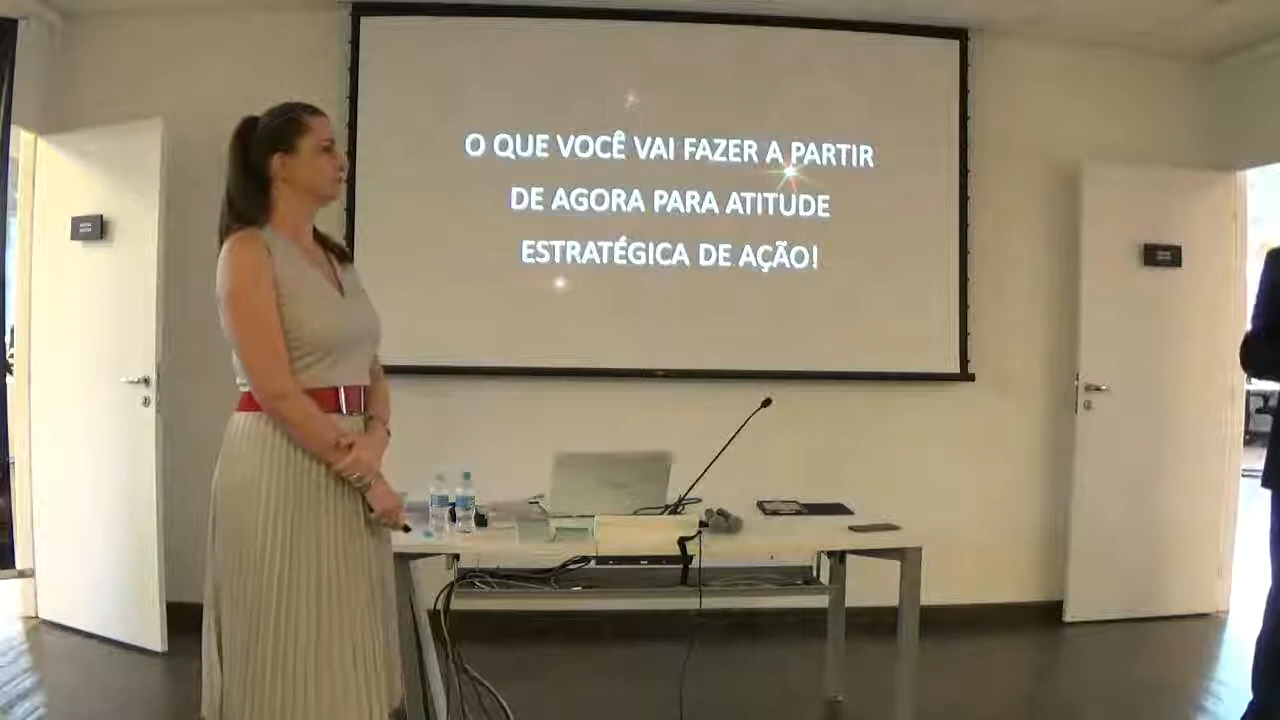 O QUE VOCÊ VAI FAZER A PARTIR
DE AGORA PARA ATITUDE
ESTRATÉGICA DE AÇÃO!